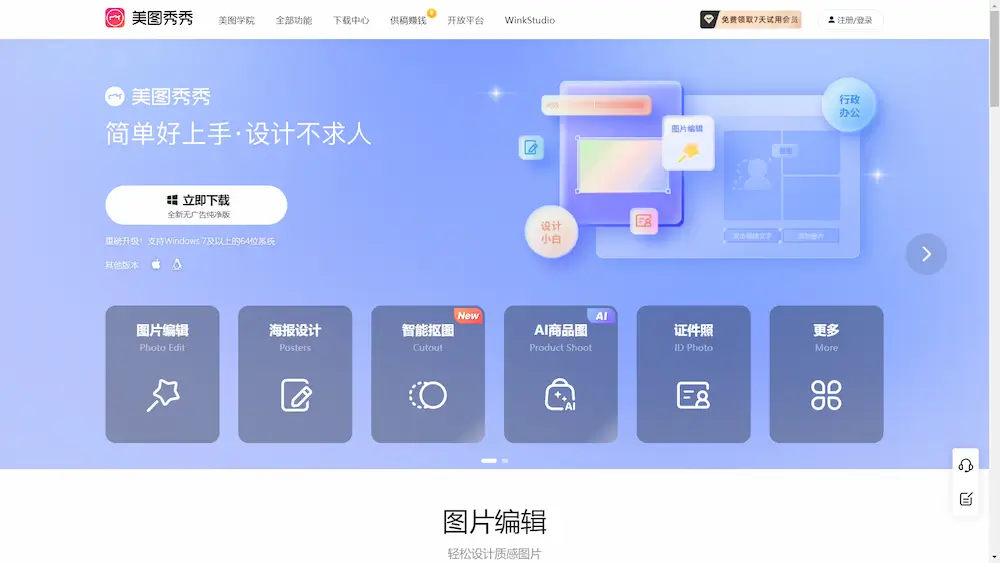 美图秀秀
美图学院
全部功能
下载中心
供稿赚钱
开放平台
WinkStudio
免费领取7天试用会员
注册/登录
美图秀秀
简单好上手·设计不求人
立即下载
全新无广告纯净版
重磅升级！支持Windows 7及以上的64位系统
其他版本
图片编辑
行政
办公
设计
小白
图片编辑
Photo Edit
海报设计
Posters
New
智能抠图
Cutout
AI
AI商品图
Product Shoot
AI
证件照
ID Photo
更多
More
图片编辑
轻松设计质感图片